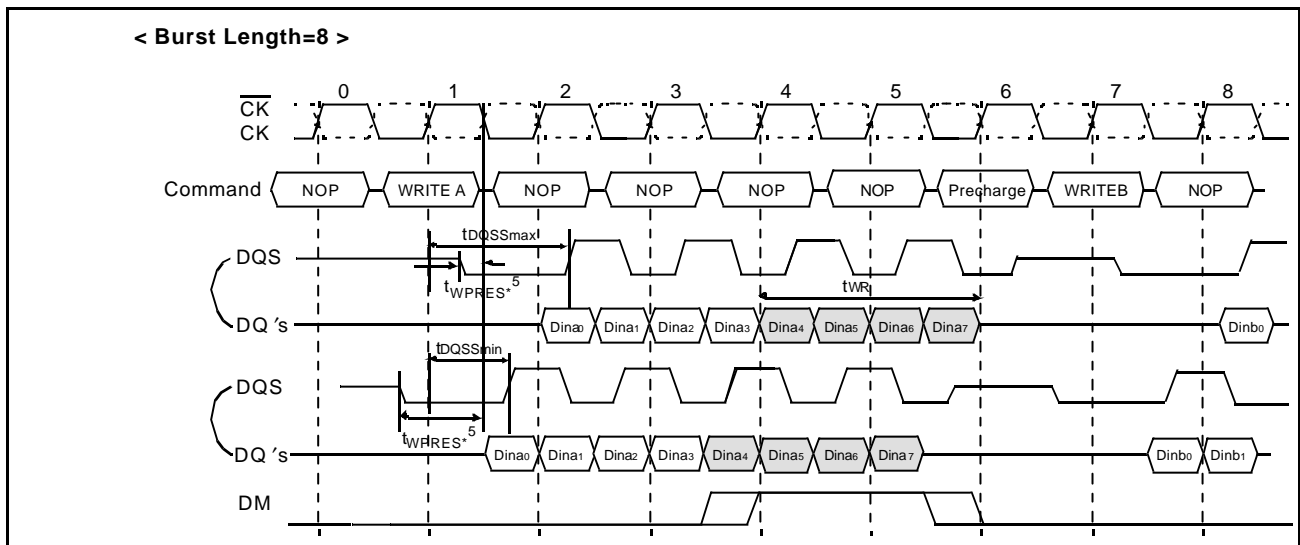 < Burst Length=8 >
0 1 2 3 4 5 6 7 8
CK
CK
Command NOP WRITE A NOP NOP NOP NOP Precharge WRITEB NOP
tDQSSmax
DQS
tWPRES*5
tWR
DQ's Dina0 Dina1 Dina2 Dina3 Dina4 Dina5 Dina6 Dina7 Dinb0
tDQSSmin
DQS
tWPRES*5
DQ's Dina0 Dina1 Dina2 Dina3 Dina4 Dina5 Dina6 Dina7 Dinb0 Dinb1
DM